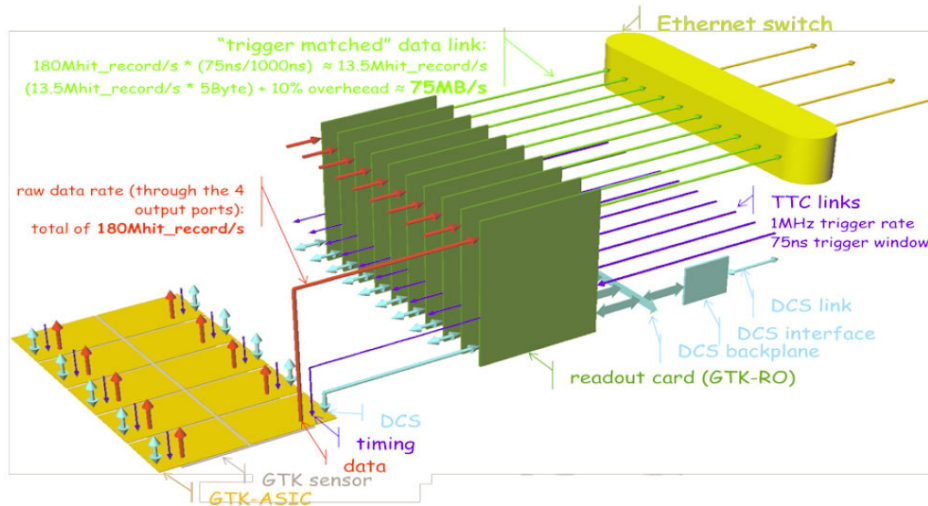 Ethernet switch
"trigger matched" data link:
180Mhit_record/s * (75ns/1000ns) ≈ 13.5Mhit_record/s
(13.5Mhit_record/s * 5Byte) + 10% overheead ≈ 75MB/s
raw data rate (through the 4
output ports):
total of 180Mhit_record/s
TTC links
1MHz trigger rate
75ns trigger window
DCS link
DCS interface
DCS backplane
readout card (GTK-RO)
DCS
timing
data
GTK sensor
GTK-ASIC